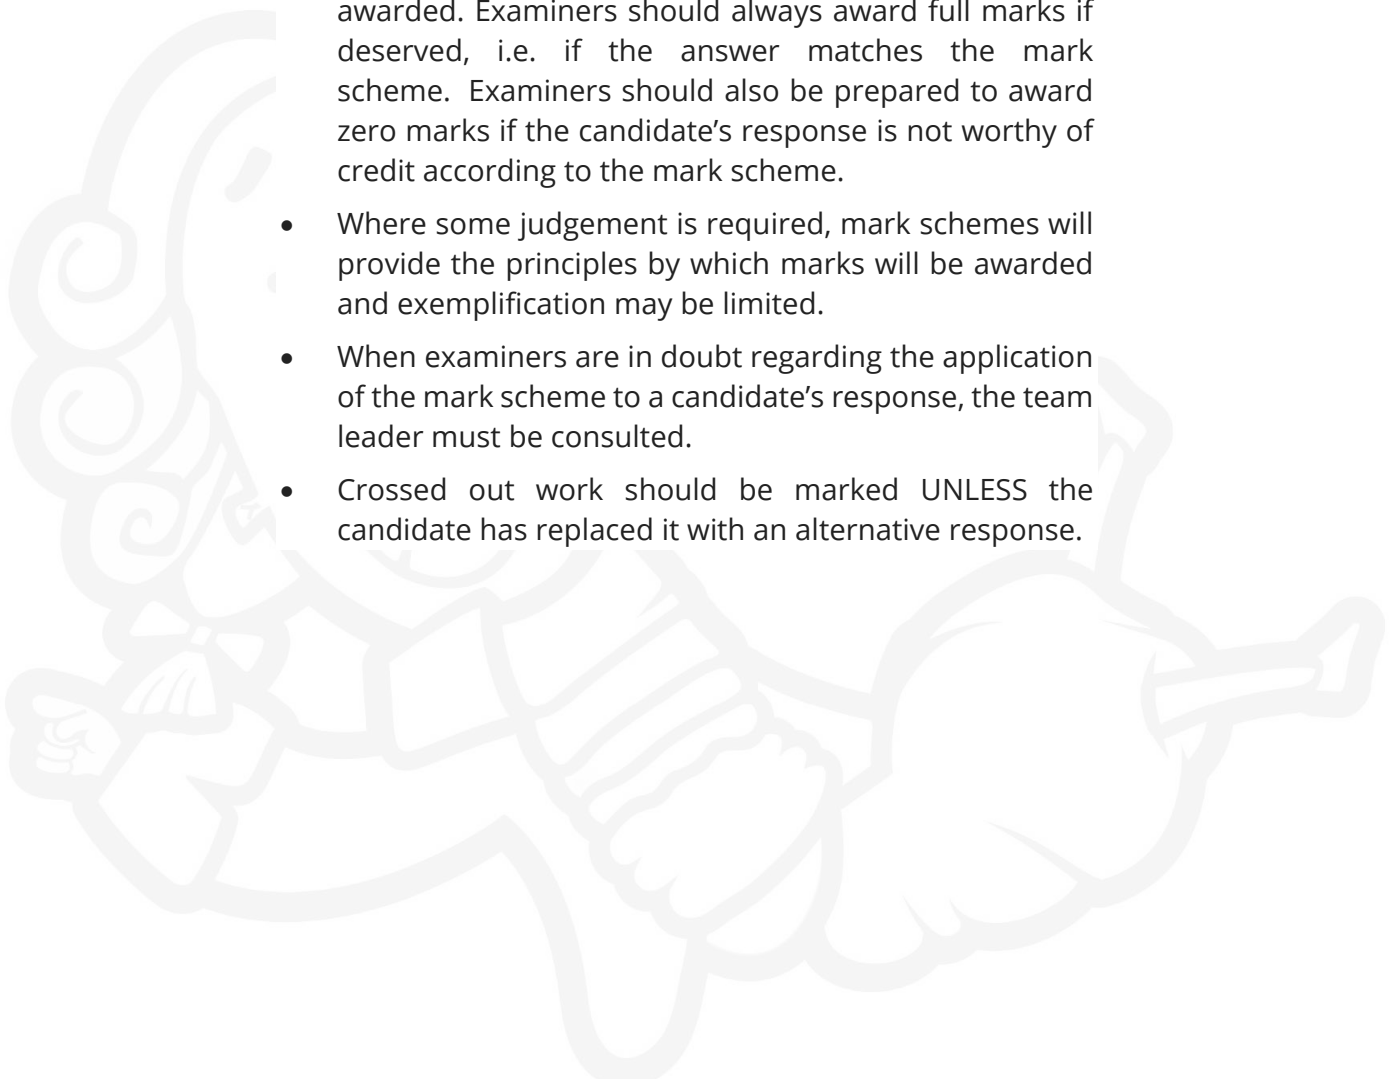 awarded. Examiners should always award full marks if
deserved, i.e. if the answer matches the mark
scheme. Examiners should also be prepared to award
zero marks if the candidate’s response is not worthy of
credit according to the mark scheme.
• Where some judgement is required, mark schemes will
provide the principles by which marks will be awarded
and exemplification may be limited.
• When examiners are in doubt regarding the application
of the mark scheme to a candidate’s response, the team
leader must be consulted.
• Crossed out work should be marked UNLESS the
candidate has replaced it with an alternative response.